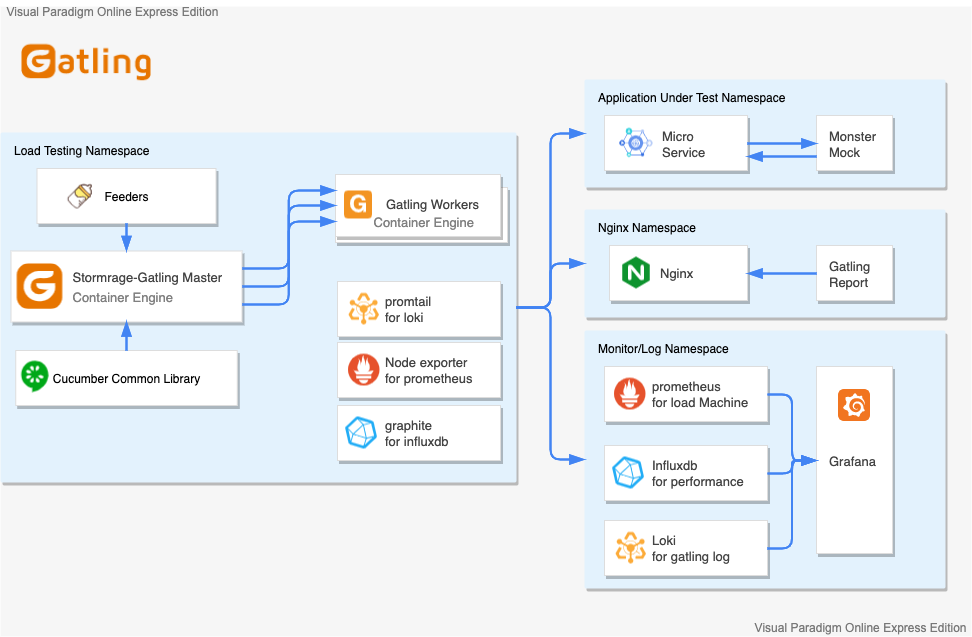 Visual Paradigm Online Express Edition
Gatling
Load Testing Namespace
Feeders
Stormrage-Gatling Master
Container Engine
Cucumber Common Library
Gatling Workers
Container Engine
promtail
for loki
Node exporter
for prometheus
graphite
for influxdb
Application Under Test Namespace
Micro
Service
Monster
Mock
Nginx Namespace
Nginx
Gatling
Report
Monitor/Log Namespace
prometheus
for load Machine
Influxdb
for performance
Loki
for gatling log
Grafana
Visual Paradigm Online Express Edition